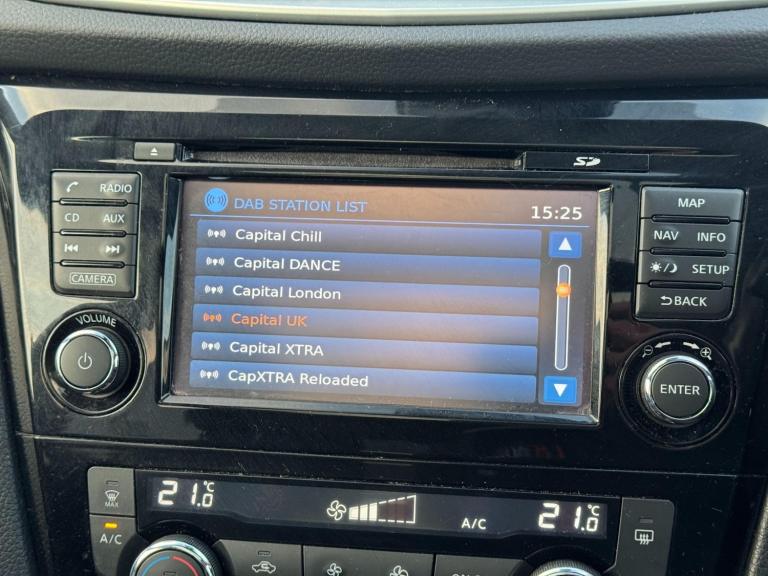 SD
RADIO
CD AUX
CAMERA
VOLUME
DAB STATION LIST 15:25
Capital Chill
Capital DANCE
Capital London
Capital UK
Capital XTRA
CapXTRA Reloaded
MAP
NAV INFO
SETUP
BACK
ENTER
MAX
A/C
21.0°C
A/C
21.0°C